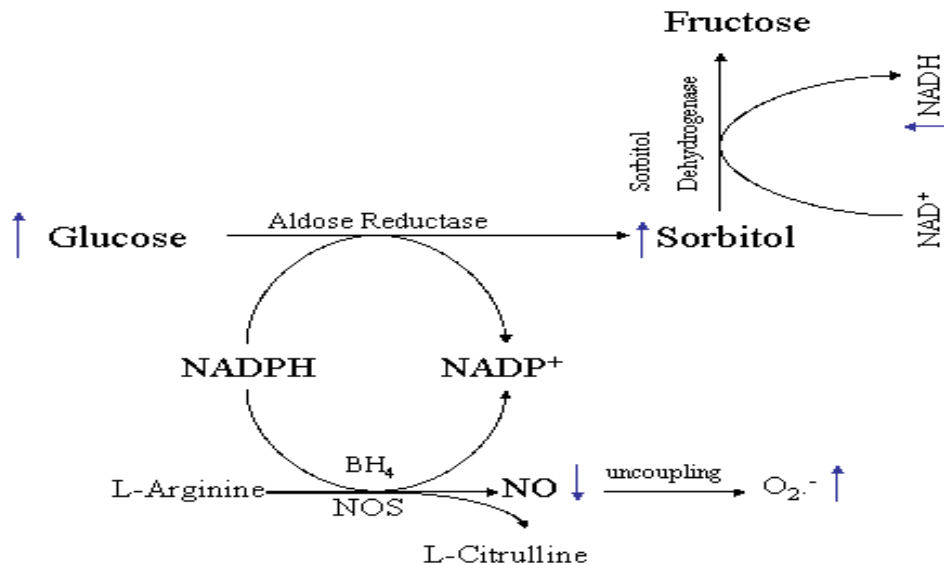 Fructose
NADH
Sorbitol
Dehydrogenase
NAD+
Glucose
Aldose Reductase
Sorbitol
NADPH
NADP+
BH4
L-Arginine
NOS
NO
uncoupling
O2.-
L-Citrulline